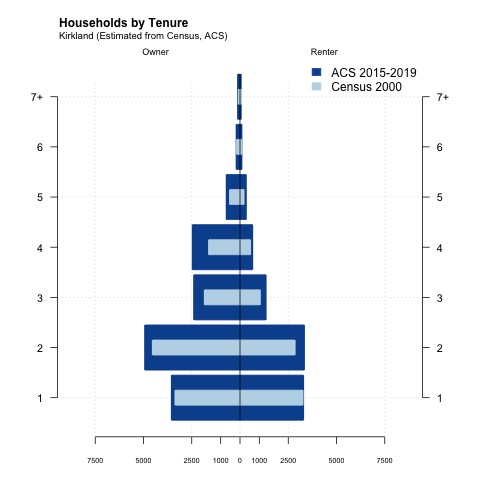 Households by Tenure
Kirkland (Estimated from Census, ACS)
Owner Renter
ACS 2015-2019
Census 2000
7+ 7+
6 6
5 5
4 4
3 3
2 2
1 1
7500 5000 2500 1000 0 1000 2500 5000 7500